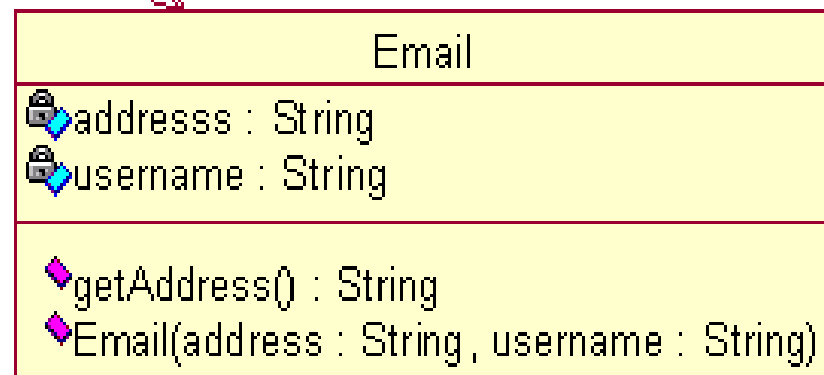 Email
addresss : String
username : String
getAddress() : String
Email(address : String, username : String)